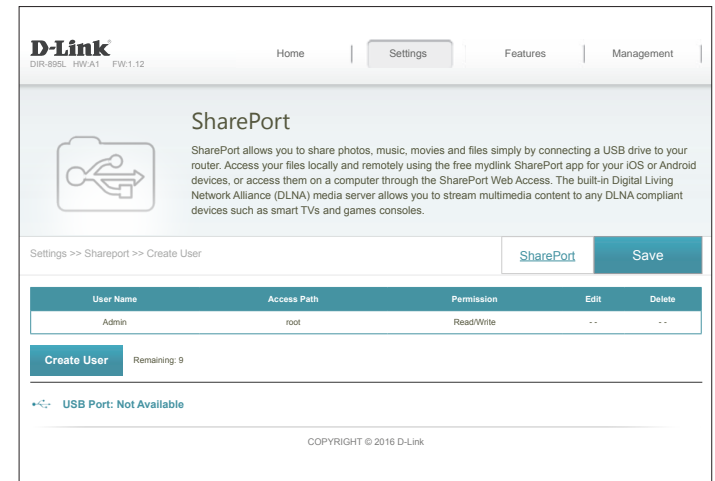 D-Link
DIR-895L HW:A1 FW:1.12
Home
Settings
Features
Management
SharePort
SharePort allows you to share photos, music, movies and files simply by connecting a USB drive to your
router. Access your files locally and remotely using the free mydlink SharePort app for your iOS or Android
devices, or access them on a computer through the SharePort Web Access. The built-in Digital Living
Network Alliance (DLNA) media server allows you to stream multimedia content to any DLNA compliant
devices such as smart TVs and games consoles.
Settings >> Shareport >> Create User
SharePort
Save
User Name Access Path Permission Edit Delete
Admin root Read/Write - - - -
Create User Remaining: 9
USB Port: Not Available
COPYRIGHT © 2016 D-Link